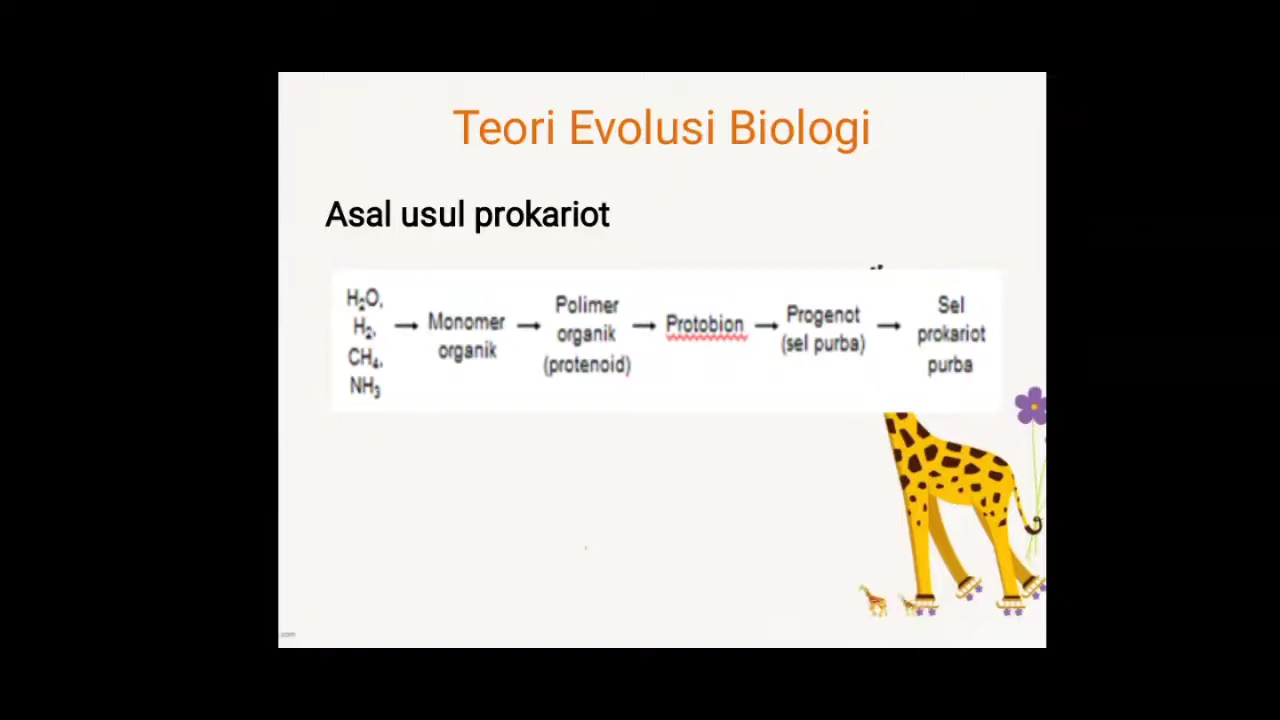 Teori Evolusi Biologi
Asal usul prokariot
H₂O,
H₂,
CH₄,
NH₃
→
Monomer
organik
→
Polimer
organik
(protenoid)
→
Protobion
→
Progenot
(sel purba)
→
Sel
prokariot
purba
com